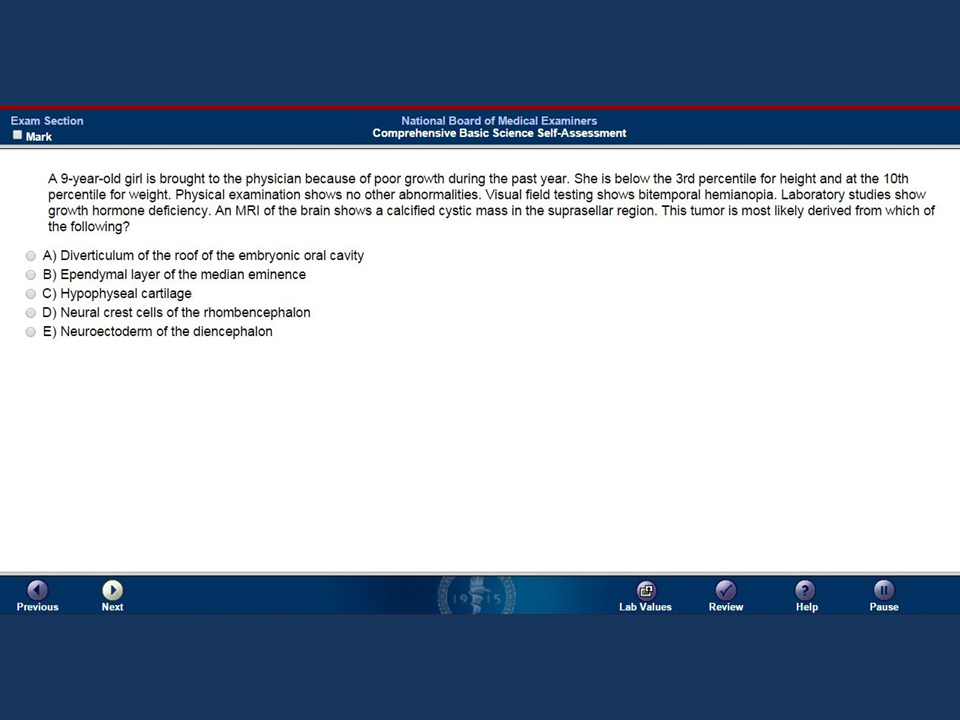 Exam Section
National Board of Medical Examiners
Mark
Comprehensive Basic Science Self-Assessment
A 9-year-old girl is brought to the physician because of poor growth during the past year. She is below the 3rd percentile for height and at the 10th
percentile for weight. Physical examination shows no other abnormalities. Visual field testing shows bitemporal hemianopia. Laboratory studies show
growth hormone deficiency. An MRI of the brain shows a calcified cystic mass in the suprasellar region. This tumor is most likely derived from which of
the following?
A) Diverticulum of the roof of the embryonic oral cavity
B) Ependymal layer of the median eminence
C) Hypophyseal cartilage
D) Neural crest cells of the rhombencephalon
E) Neuroectoderm of the diencephalon
1915
Previous Next Lab Values Review Help Pause